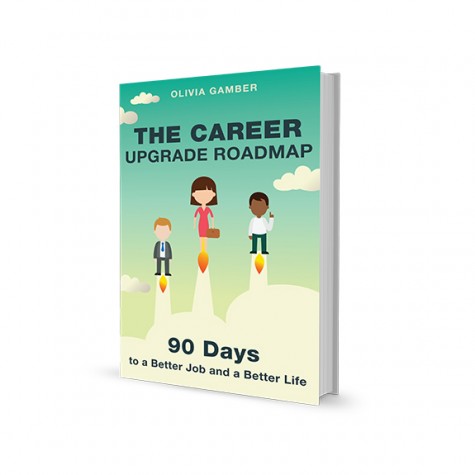 OLIVIA GAMBER
THE CAREER
UPGRADE ROADMAP
90 Days
to a Better Job and a Better Life